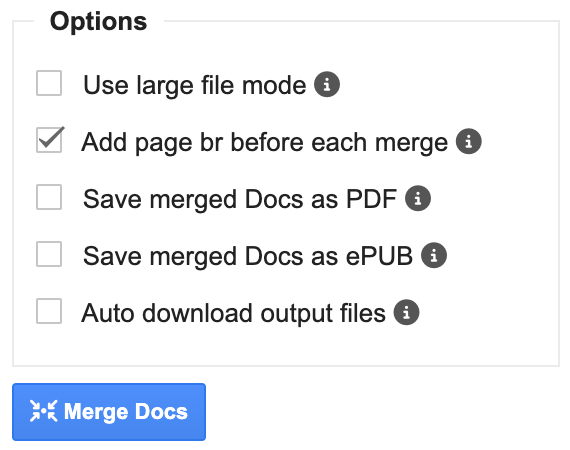 Options
Use large file mode
Add page br before each merge
Save merged Docs as PDF
Save merged Docs as ePUB
Auto download output files
Merge Docs